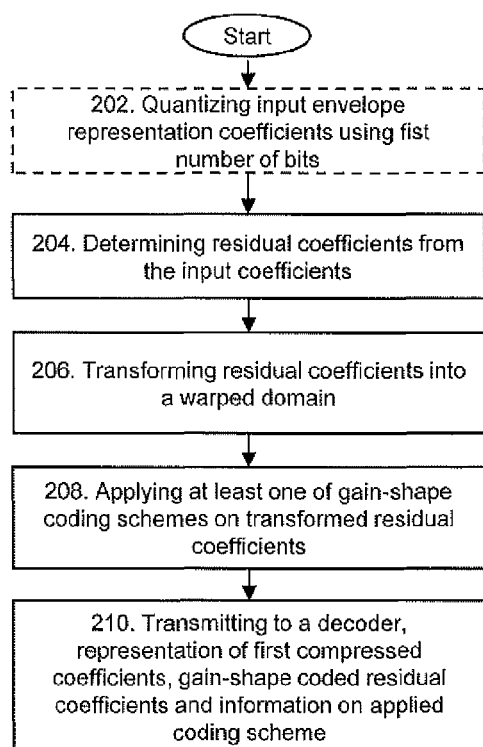 Start
202. Quantizing input envelope
representation coefficients using fist
number of bits
204. Determining residual coefficients from
the input coefficients
206. Transforming residual coefficients into
a warped domain
208. Applying at least one of gain-shape
coding schemes on transformed residual
coefficients
210. Transmitting to a decoder,
representation of first compressed
coefficients, gain-shape coded residual
coefficients and information on applied
coding scheme